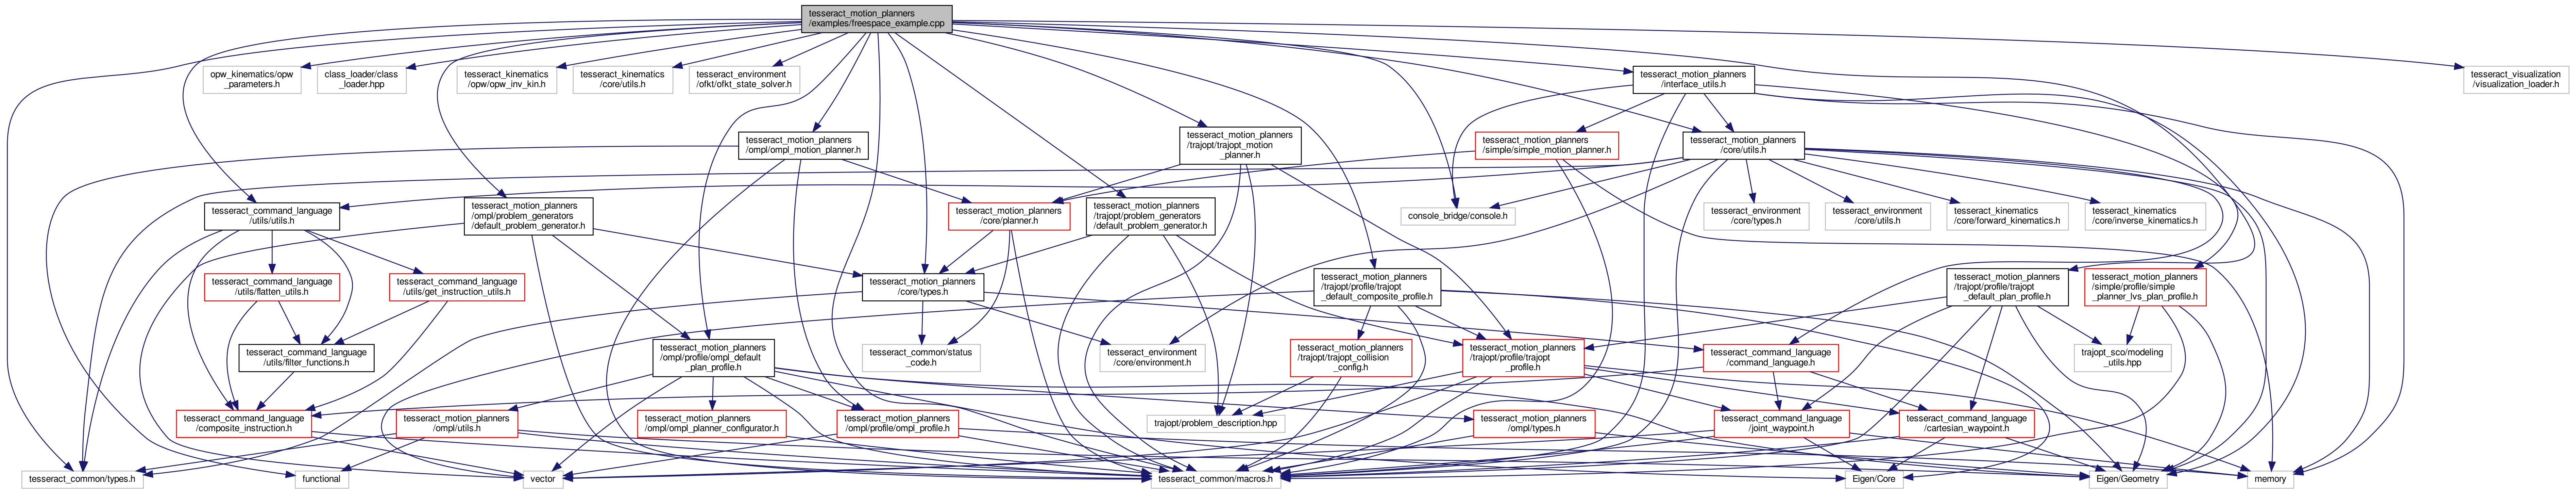 tesseract_motion_planners
/examples/freespace_example.cpp
opw_kinematics/opw
_parameters.h
class_loader/class
_loader.hpp
tesseract_kinematics
/opw/opw_inv_kin.h
tesseract_kinematics
/core/utils.h
tesseract_environment
/ofkt/ofkt_state_solver.h
tesseract_motion_planners
/interface_utils.h
tesseract_visualization
/visualization_loader.h
tesseract_motion_planners
/ompl/ompl_motion_planner.h
tesseract_motion_planners
/trajopt/trajopt_motion
_planner.h
tesseract_motion_planners
/simple/simple_motion_planner.h
tesseract_motion_planners
/core/utils.h
tesseract_command_language
/utils/utils.h
tesseract_motion_planners
/ompl/problem_generators
/default_problem_generator.h
tesseract_motion_planners
/core/planner.h
tesseract_motion_planners
/trajopt/problem_generators
/default_problem_generator.h
console_bridge/console.h
tesseract_environment
/core/types.h
tesseract_environment
/core/utils.h
tesseract_kinematics
/core/forward_kinematics.h
tesseract_kinematics
/core/inverse_kinematics.h
tesseract_command_language
/utils/flatten_utils.h
tesseract_command_language
/utils/get_instruction_utils.h
tesseract_motion_planners
/core/types.h
tesseract_motion_planners
/trajopt/profile/trajopt
_default_composite_profile.h
tesseract_motion_planners
/trajopt/profile/trajopt
_default_plan_profile.h
tesseract_motion_planners
/simple/profile/simple
_planner_lvs_plan_profile.h
tesseract_command_language
/utils/filter_functions.h
tesseract_motion_planners
/ompl/profile/ompl_default
_plan_profile.h
tesseract_common/status
_code.h
tesseract_environment
/core/environment.h
tesseract_motion_planners
/trajopt/trajopt_collision
_config.h
tesseract_motion_planners
/trajopt/profile/trajopt
_profile.h
tesseract_command_language
/command_language.h
trajopt_sco/modeling
_utils.hpp
tesseract_command_language
/composite_instruction.h
tesseract_motion_planners
/ompl/utils.h
tesseract_motion_planners
/ompl/ompl_planner_configurator.h
tesseract_motion_planners
/ompl/profile/ompl_profile.h
trajopt/problem_description.hpp
tesseract_motion_planners
/ompl/types.h
tesseract_command_language
/joint_waypoint.h
tesseract_command_language
/cartesian_waypoint.h
tesseract_common/types.h
functional
vector
tesseract_common/macros.h
Eigen/Core
Eigen/Geometry
memory